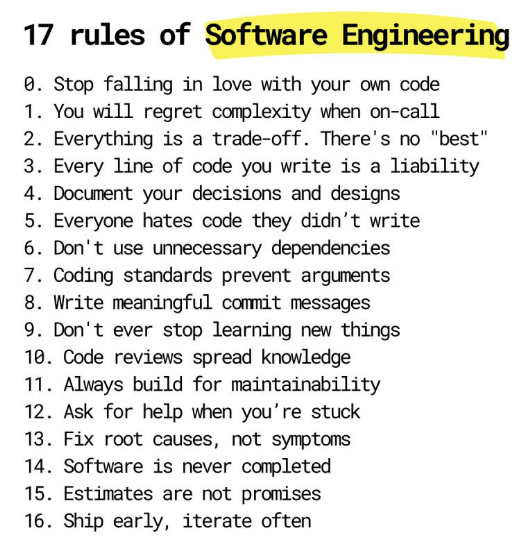 17 rules of Software Engineering
0. Stop falling in love with your own code
1. You will regret complexity when on-call
2. Everything is a trade-off. There's no "best"
3. Every line of code you write is a liability
4. Document your decisions and designs
5. Everyone hates code they didn’t write
6. Don't use unnecessary dependencies
7. Coding standards prevent arguments
8. Write meaningful commit messages
9. Don't ever stop learning new things
10. Code reviews spread knowledge
11. Always build for maintainability
12. Ask for help when you’re stuck
13. Fix root causes, not symptoms
14. Software is never completed
15. Estimates are not promises
16. Ship early, iterate often